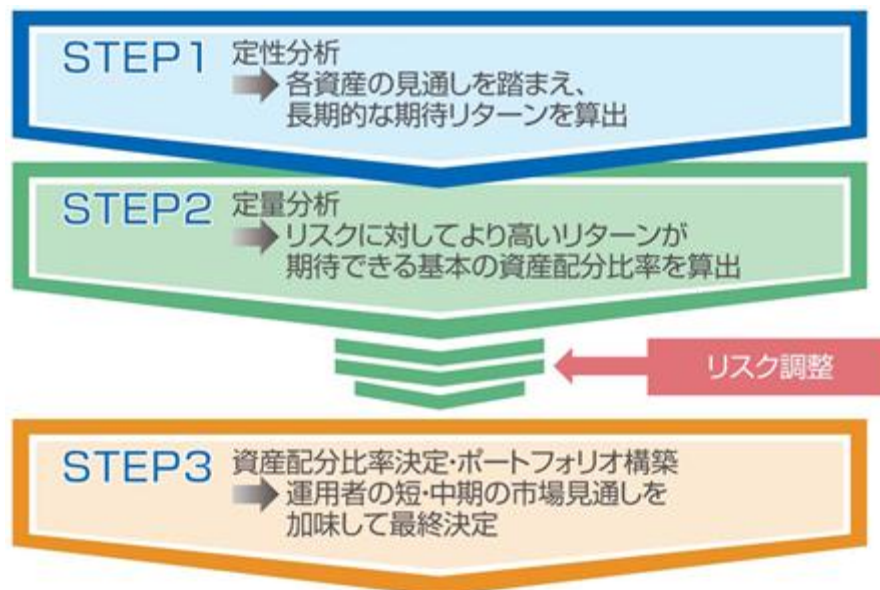 STEP1 定性分析
各資産の見通しを踏まえ、
長期的な期待リターンを算出
STEP2 定量分析
リスクに対してより高いリターンが
期待できる基本の資産配分比率を算出
リスク調整
STEP3 資産配分比率決定・ポートフォリオ構築
運用者の短・中期の市場見通しを
加味して最終決定